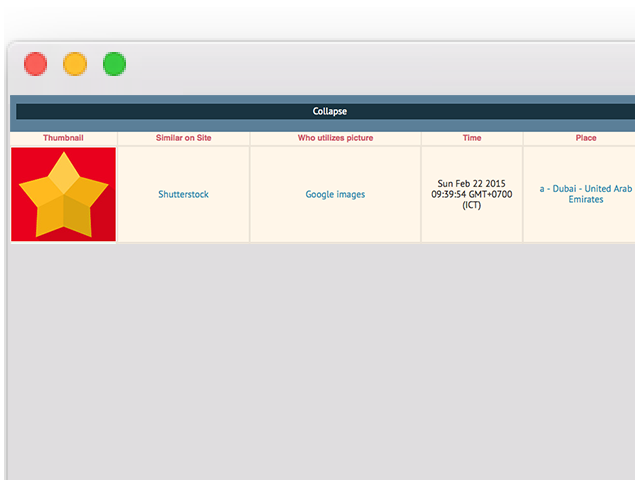 Collapse
Thumbnail
Similar on Site
Who utilizes picture
Time
Place
Shutterstock
Google images
Sun Feb 22 2015
09:39:54 GMT+0700
(ICT)
a - Dubai - United Arab
Emirates